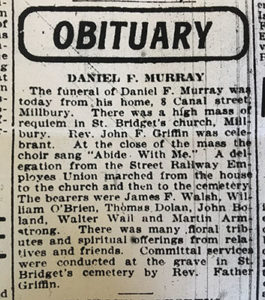 OBITUARY
DANIEL F. MURRAY
The funeral of Daniel F. Murray was
today from his home, 8 Canal street,
Millbury. There was a high mass of
requiem in St. Bridget's church, Mill-
bury. Rev. John F. Griffin was cele-
brant. At the close of the mass the
choir sang "Abide With Me." A del-
egation from the Street Railway Em-
ployes Union marched from the house
to the church and then to the cemetery.
The bearers were James F. Walsh, Wil-
liam O'Brien, Thomas Dolan, John Bo-
land, Walter Wall and Martin Arm-
strong. There was many floral trib-
utes and spiritual offerings from rela-
tives and friends. Committal services
were conducted at the grave in St.
Bridget's cemetery by Rev. Father
Griffin.